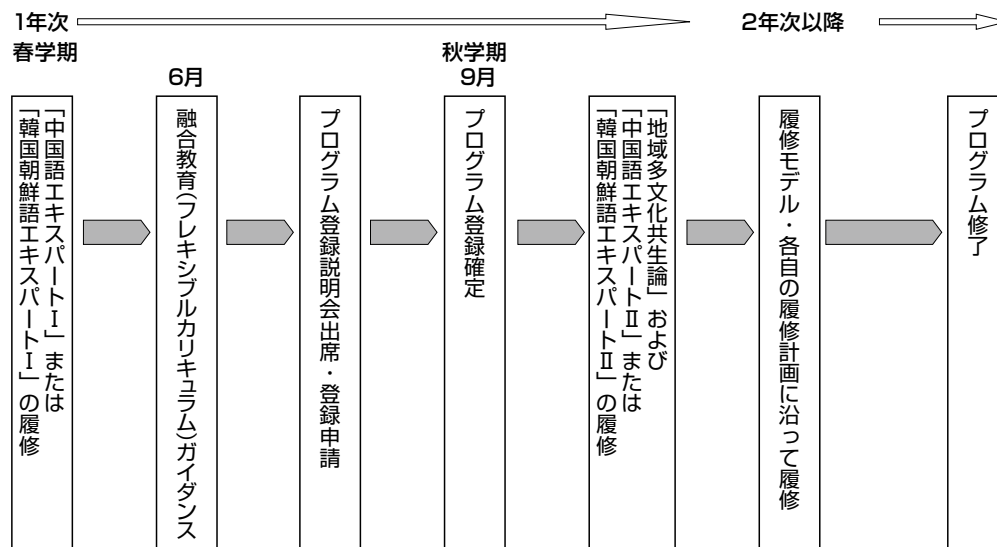 1年次
2年次以降
春学期
秋学期
6月
9月
「中国語エキスパートⅠ」または
「韓国朝鮮語エキスパートⅠ」の履修
融合教育(フレキシブルカリキュラム)ガイダンス
プログラム登録説明会出席・登録申請
プログラム登録確定
「地域多文化共生論」および
「中国語エキスパートⅡ」または
「韓国朝鮮語エキスパートⅡ」の履修
履修モデル・各自の履修計画に沿って履修
プログラム修了